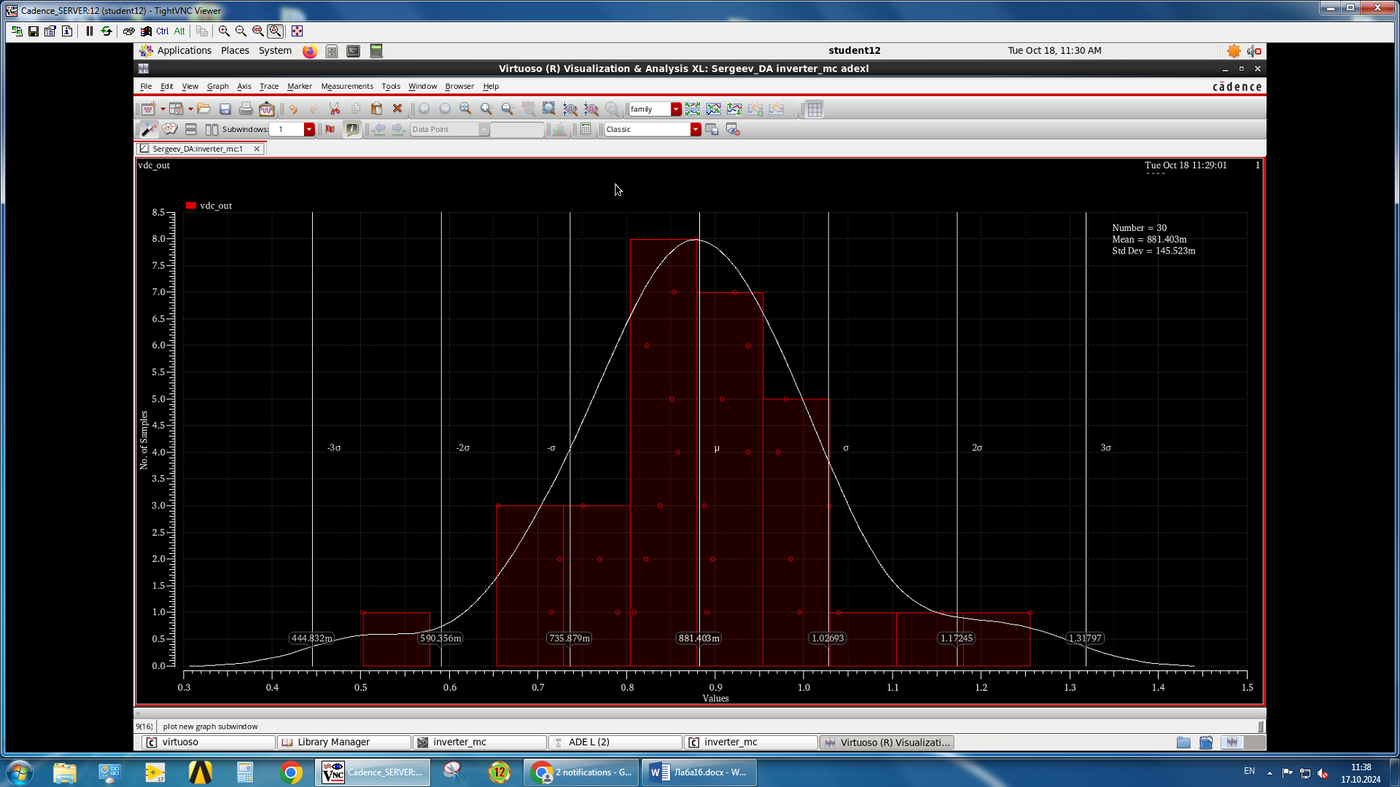 Cadence_SERVER:12 (student12) - TightVNC Viewer
Ctrl Alt
Applications Places System student12 Tue Oct 18, 11:30 AM
Virtuoso (R) Visualization & Analysis XL: Sergeev_DA inverter_mc adexl
File Edit View Graph Axis Trace Marker Measurements Tools Window Browser Help cādence
family
Subwindows: 1 Data Point Classic
Sergeev_DA:inverter_mc:1
vdc_out Tue Oct 18 11:29:01 1
vdc_out
Number = 30
Mean = 881.403m
Std Dev = 145.523m
8.5
8.0
7.5
7.0
6.5
6.0
5.5
5.0
4.5
4.0
3.5
3.0
2.5
2.0
1.5
1.0
0.5
0.0
No. of Samples
-3σ -2σ -σ μ σ 2σ 3σ
444.832m 590.356m 735.879m 881.403m 1.02693 1.17245 1.31797
0.3 0.4 0.5 0.6 0.7 0.8 0.9 1.0 1.1 1.2 1.3 1.4 1.5
Values
9(16) plot new graph subwindow
virtuoso Library Manager inverter_mc ADE L (2) inverter_mc Virtuoso (R) Visualizati...
Cadence_SERVER:... 12 2 notifications - G... Лаба16.docx - W... EN 11:38
17.10.2024